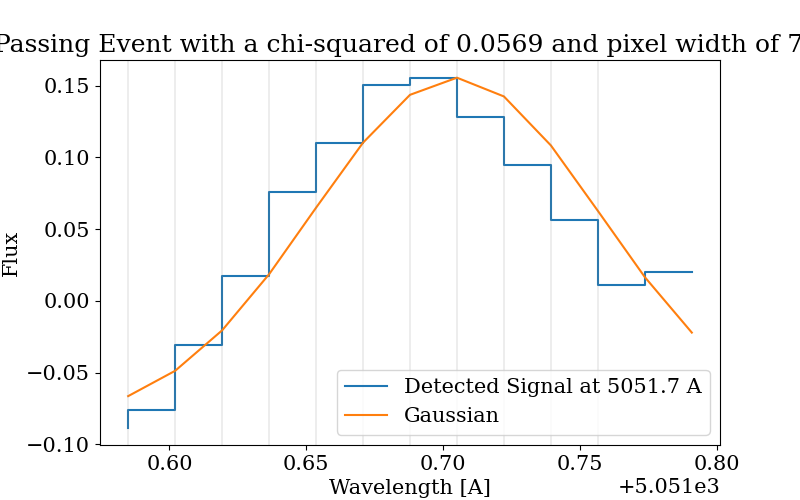 Passing Event with a chi-squared of 0.0569 and pixel width of 7
0.15
0.10
0.05
0.00
−0.05
−0.10
Flux
Detected Signal at 5051.7 A
Gaussian
0.60 0.65 0.70 0.75 0.80
Wavelength [A] +5.051e3